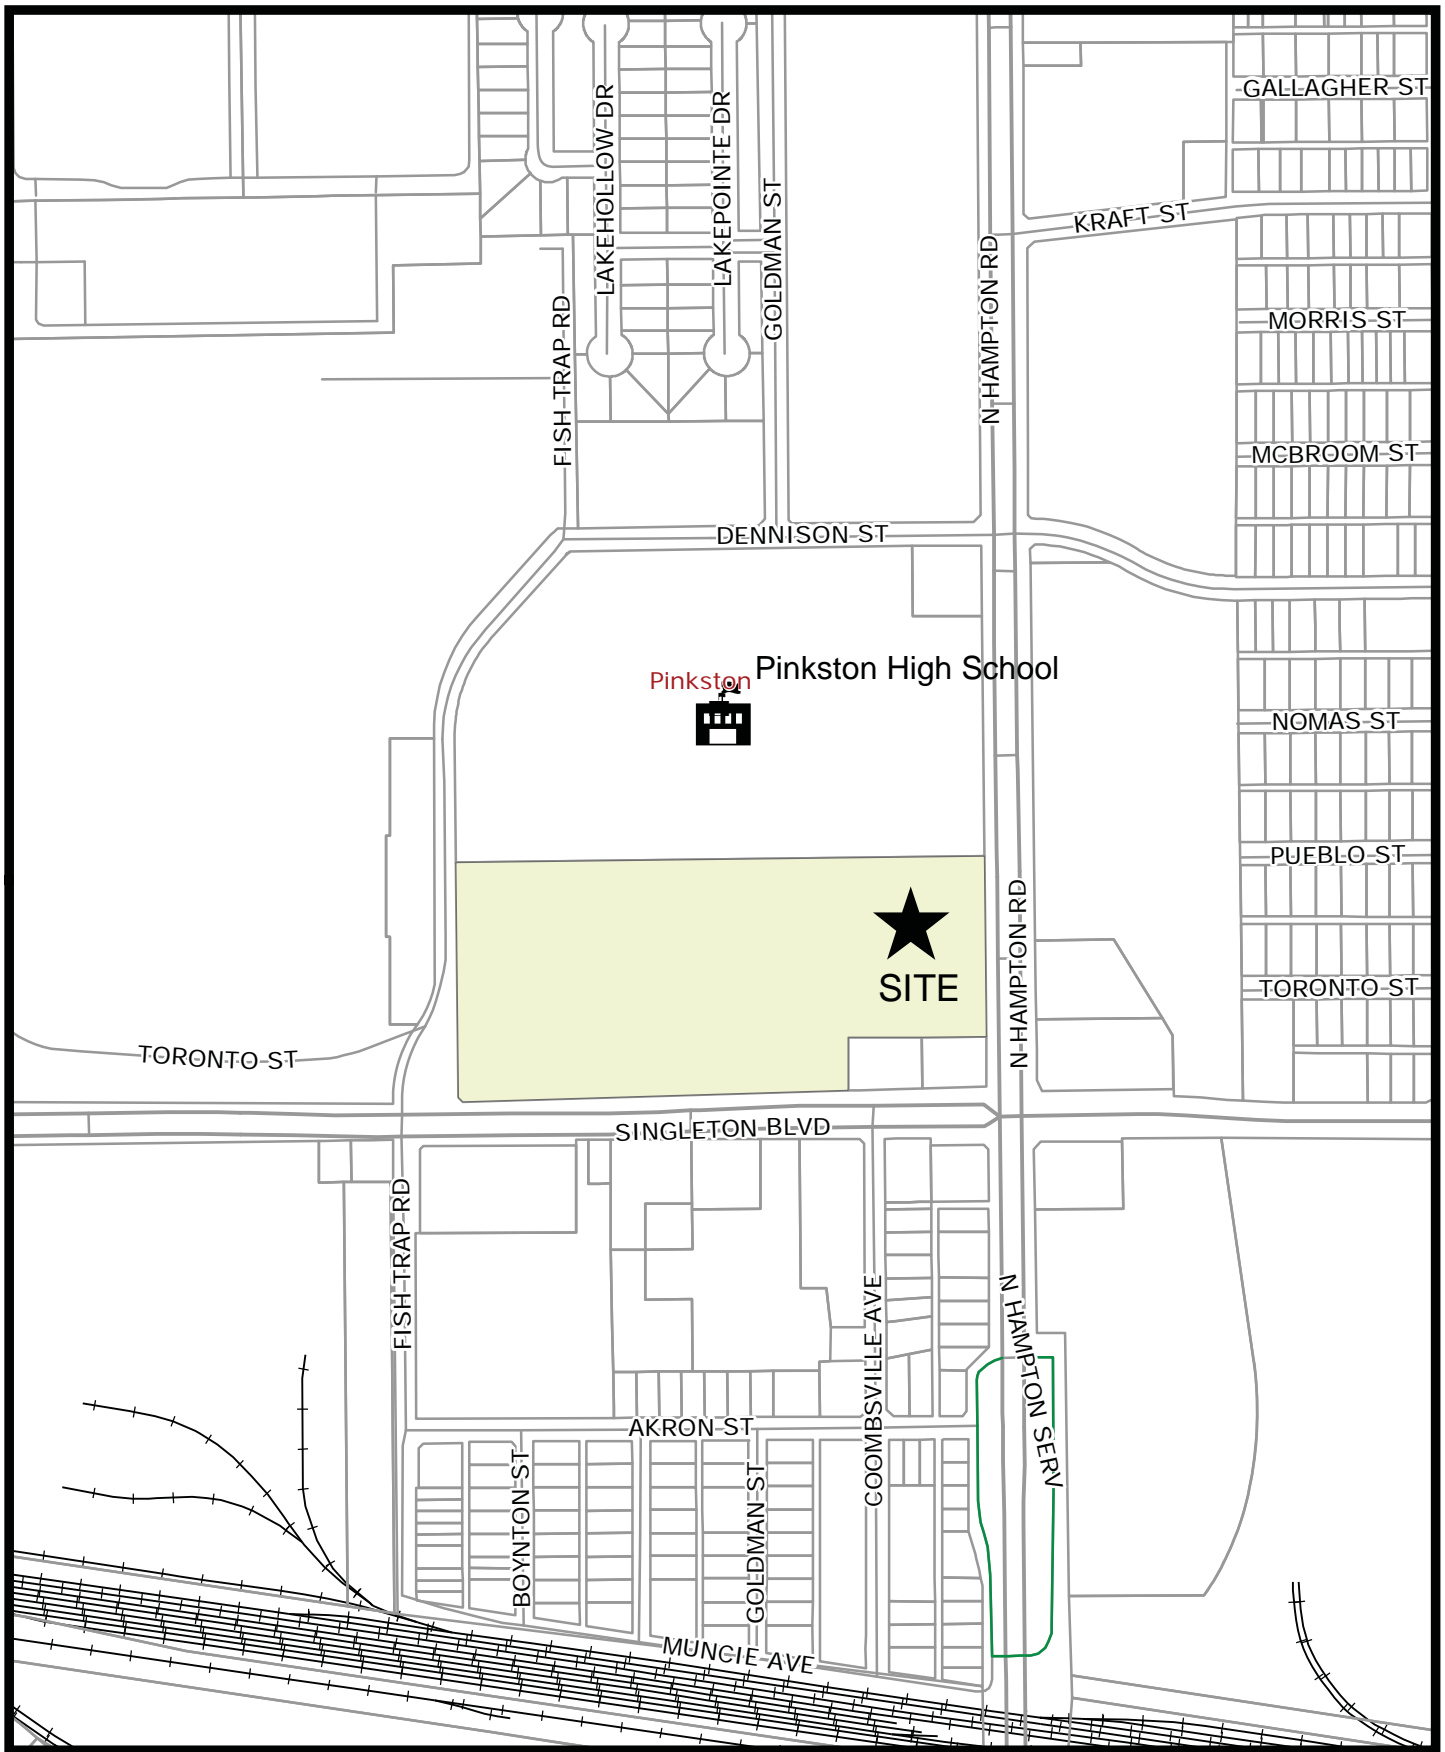 GALLAGHER ST
LAKEHOLLOW DR
LAKEPOINTE DR
GOLDMAN ST
KRAFT ST
N HAMPTON RD
FISH TRAP RD
MORRIS ST
MCBROOM ST
DENNISON ST
Pinkston High School
Pinkston
NOMAS ST
PUEBLO ST
N HAMPTON RD
SITE
TORONTO ST
TORONTO ST
SINGLETON BLVD
FISH TRAP RD
COOMBSVILLE AVE
N HAMPTON SERV
AKRON ST
BOYNTON ST
GOLDMAN ST
MUNCIE AVE